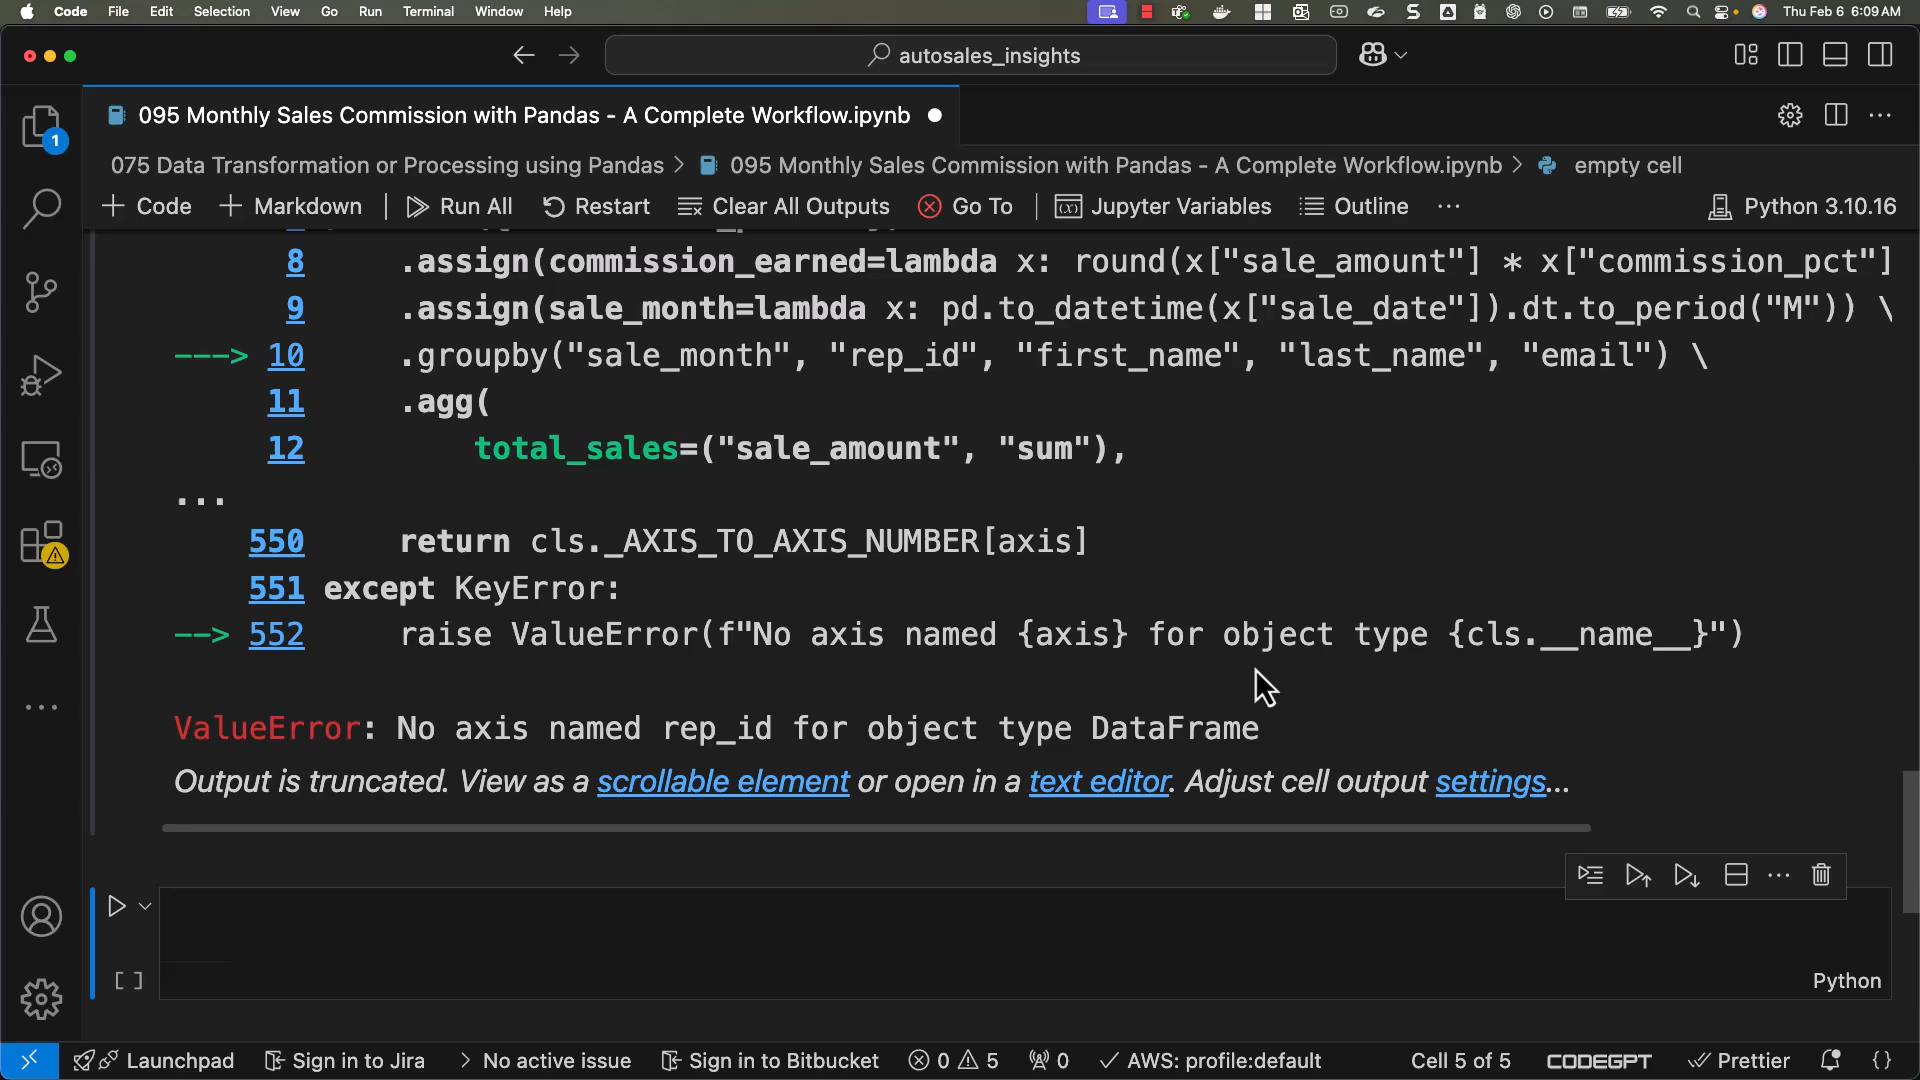 Code File Edit Selection View Go Run Terminal Window Help Thu Feb 6 6:09 AM
autosales_insights
095 Monthly Sales Commission with Pandas - A Complete Workflow.ipynb
075 Data Transformation or Processing using Pandas > 095 Monthly Sales Commission with Pandas - A Complete Workflow.ipynb > empty cell
+ Code + Markdown Run All Restart Clear All Outputs Go To Jupyter Variables Outline ... Python 3.10.16
8 .assign(commission_earned=lambda x: round(x["sale_amount"] * x["commission_pct"]
9 .assign(sale_month=lambda x: pd.to_datetime(x["sale_date"]).dt.to_period("M")) \
---> 10 .groupby("sale_month", "rep_id", "first_name", "last_name", "email") \
11 .agg(
12 total_sales=("sale_amount", "sum"),
...
550 return cls._AXIS_TO_AXIS_NUMBER[axis]
551 except KeyError:
--> 552 raise ValueError(f"No axis named {axis} for object type {cls.__name__}")
ValueError: No axis named rep_id for object type DataFrame
Output is truncated. View as a scrollable element or open in a text editor. Adjust cell output settings...
[ ]
Python
Launchpad Sign in to Jira > No active issue Sign in to Bitbucket 0 5 0 AWS: profile:default Cell 5 of 5 CODEGPT Prettier {}
1